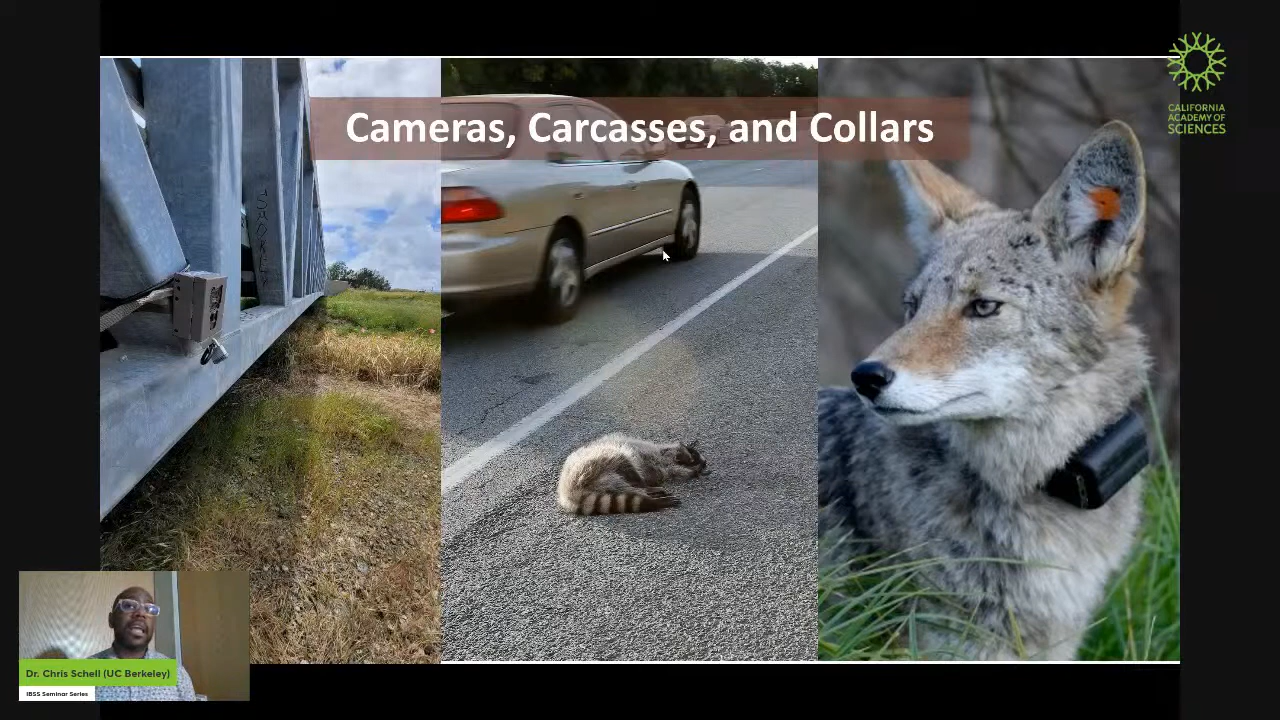 Cameras, Carcasses, and Collars
CALIFORNIA
ACADEMY OF
SCIENCES
Dr. Chris Schell (UC Berkeley)
IBSS Seminar Series